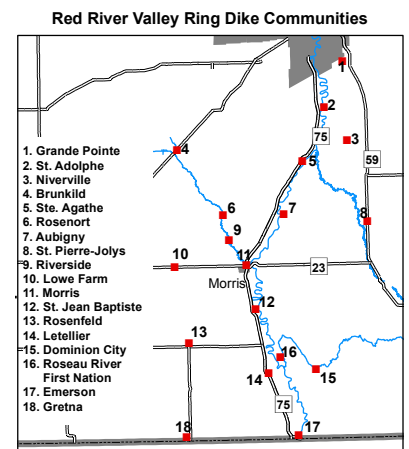 Red River Valley Ring Dike Communities
1
2
75
3
4
5
59
1. Grande Pointe
2. St. Adolphe
3. Niverville
4. Brunkild
5. Ste. Agathe
6. Rosenort
7. Aubigny
8. St. Pierre-Jolys
9. Riverside
10. Lowe Farm
11. Morris
12. St. Jean Baptiste
13. Rosenfeld
14. Letellier
15. Dominion City
16. Roseau River
First Nation
17. Emerson
18. Gretna
6
7
8
9
10
11
23
Morris
12
13
16
14
15
75
18
17